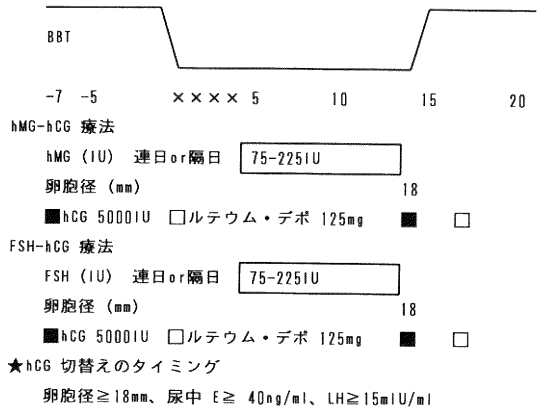 BBT
-7 -5 ×××× 5 10 15 20
hMG-hCG 療法
hMG (IU) 連日or隔日 75-225IU
卵胞径 (mm) 18
■hCG 5000IU □ルテウム・デポ 125mg ■ □
FSH-hCG 療法
FSH (IU) 連日or隔日 75-225IU
卵胞径 (mm) 18
■hCG 5000IU □ルテウム・デポ 125mg ■ □
★hCG 切替えのタイミング
卵胞径≧18mm、尿中 E≧ 40ng/ml、LH≧15mIU/ml